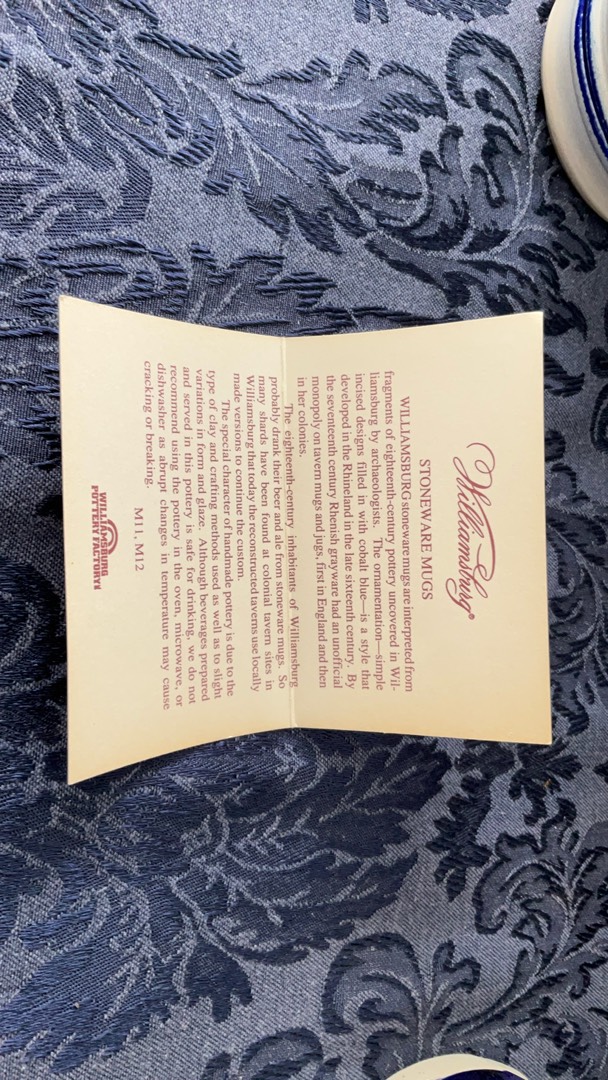 Williamsburg®
STONEWARE MUGS
WILLIAMSBURG stoneware mugs are interpreted from
fragments of eighteenth-century pottery uncovered in Wil-
liamsburg by archaeologists. The ornamentation—simple
incised designs filled in with cobalt blue—is a style that
developed in the Rhineland in the late sixteenth century. By
the seventeenth century Rhenish grayware had an unofficial
monopoly on tavern mugs and jugs, first in England and then
in her colonies.
The eighteenth-century inhabitants of Williamsburg
probably drank their beer and ale from stoneware mugs. So
many shards have been found at colonial tavern sites in
Williamsburg that today the reconstructed taverns use locally
made versions to continue the custom.
The special character of handmade pottery is due to the
type of clay and crafting methods used as well as to slight
variations in form and glaze. Although beverages prepared
and served in this pottery is safe for drinking, we do not
recommend using the pottery in the oven, microwave, or
dishwasher as abrupt changes in temperature may cause
cracking or breaking.
M11, M12
WILLIAMSBURG
POTTERY FACTORY®